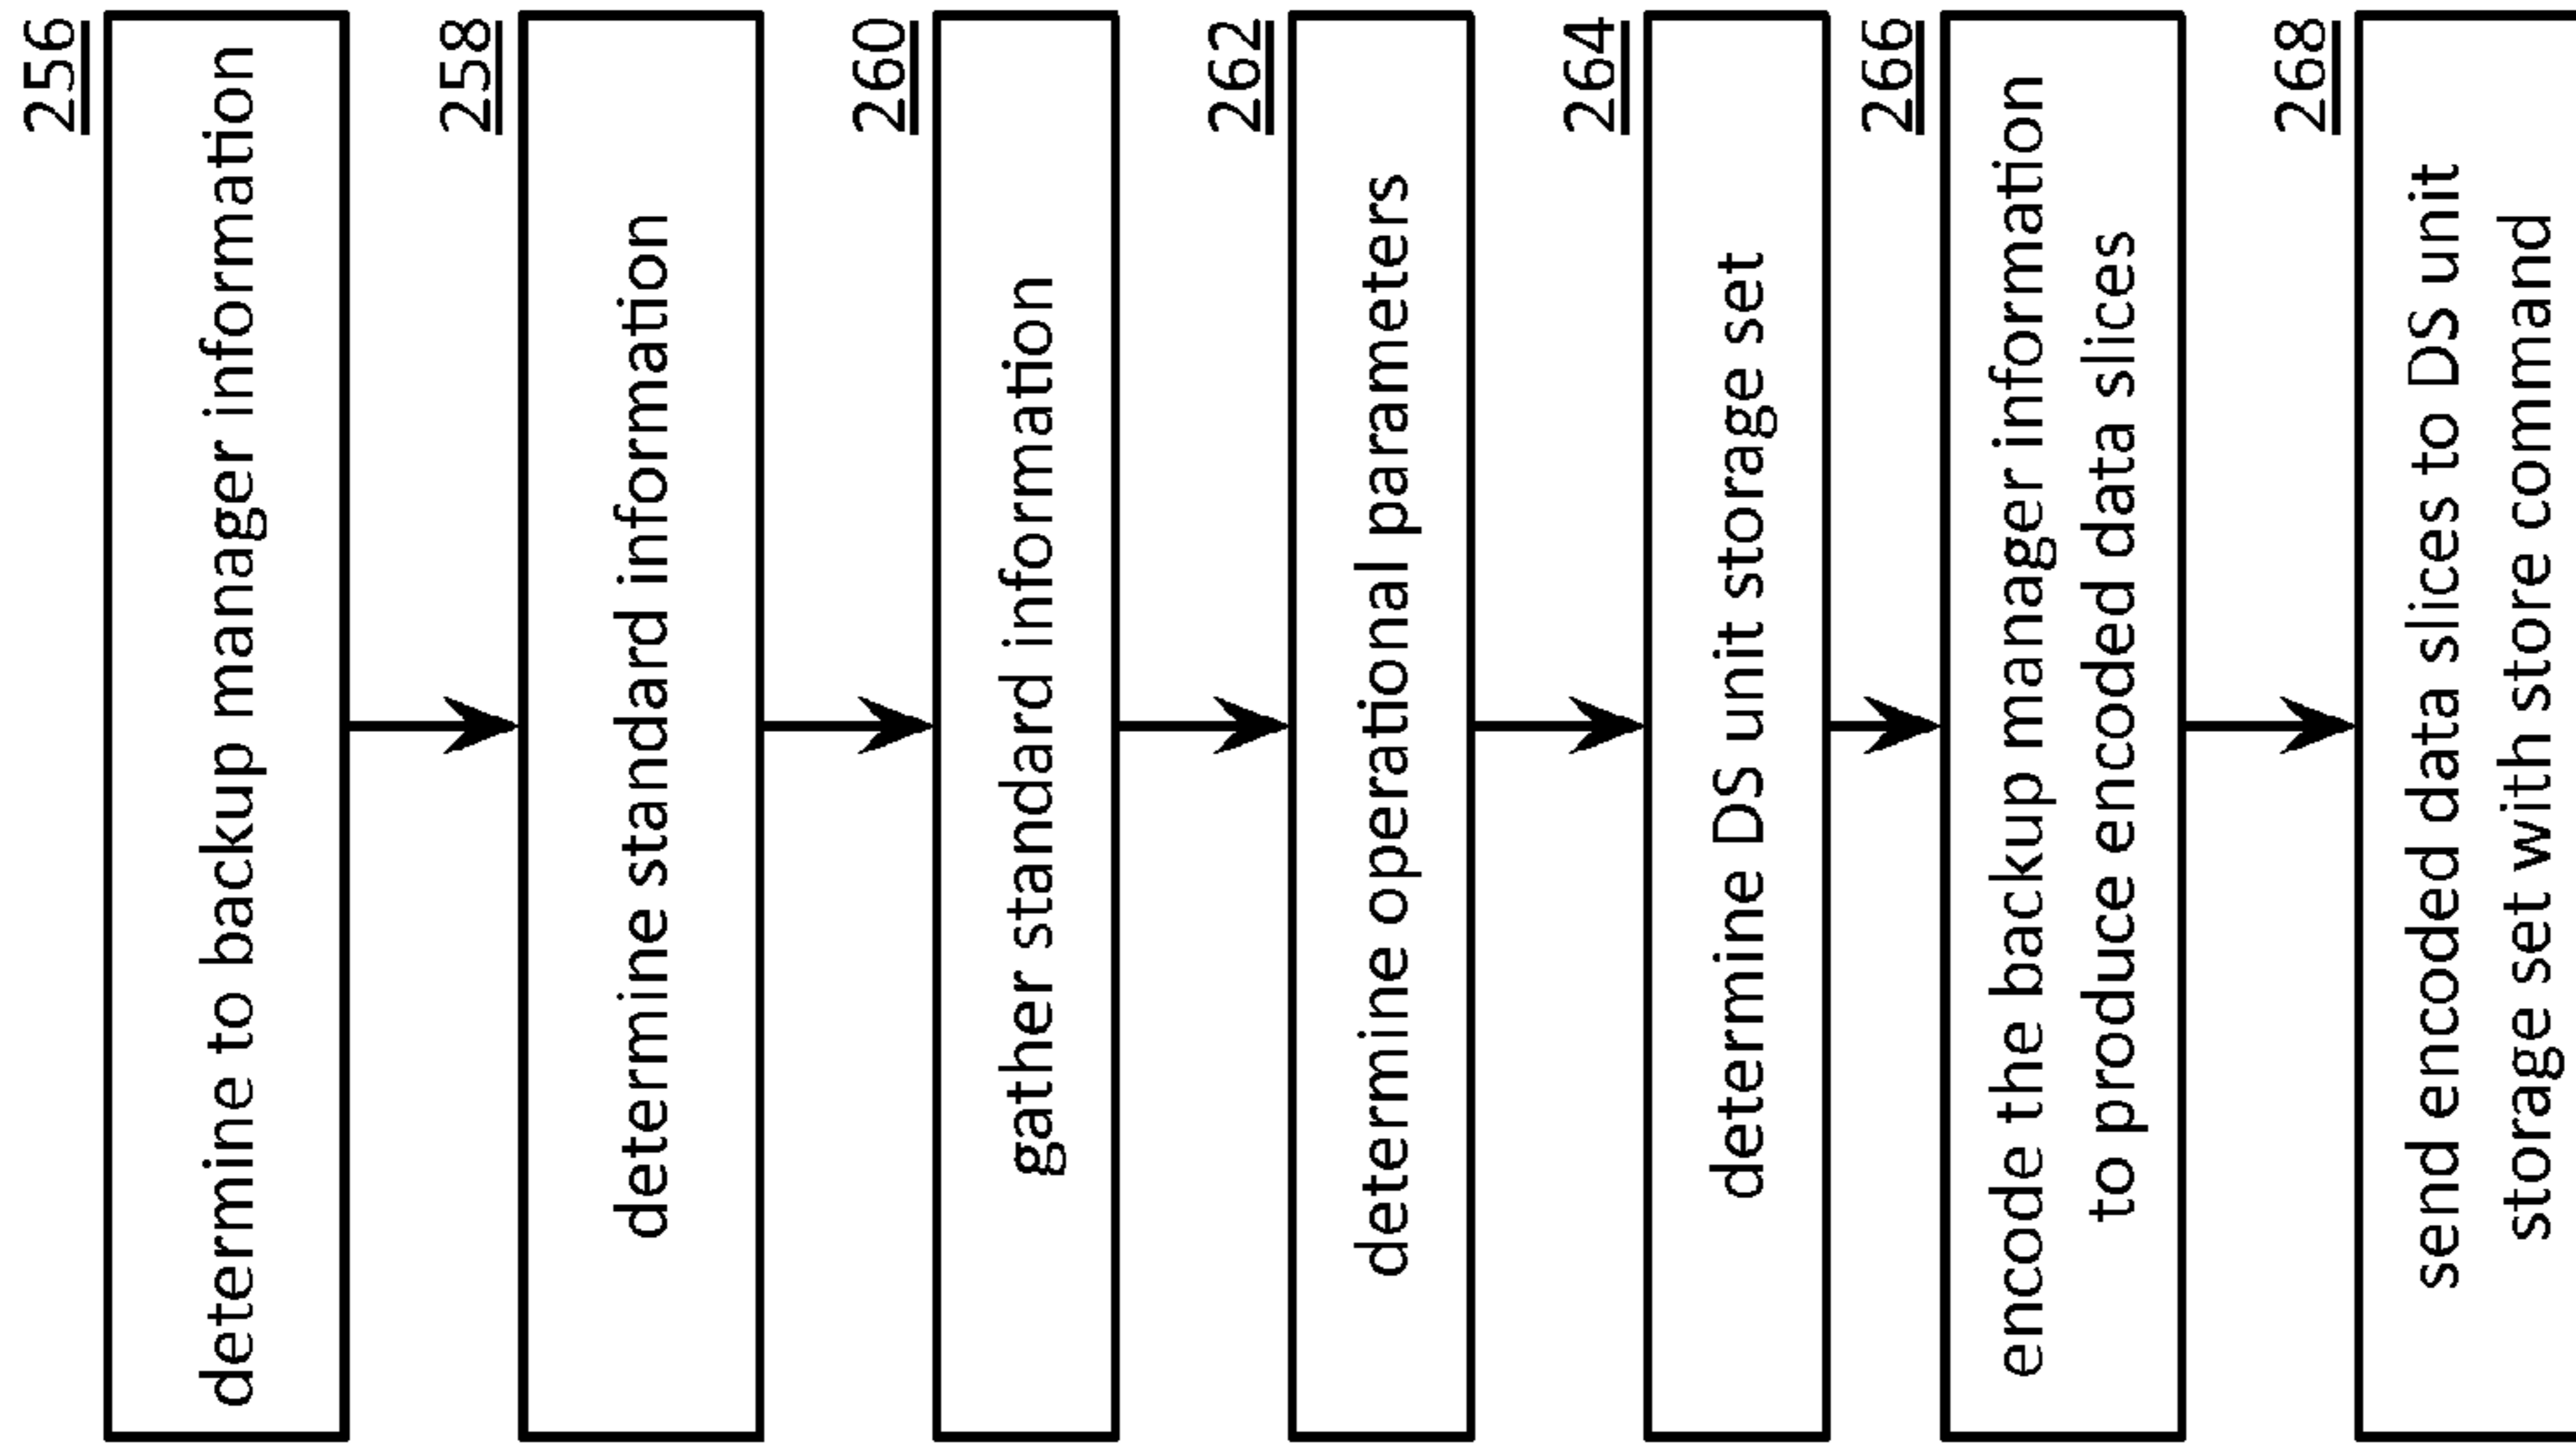 256
determine to backup manager information
258
determine standard information
260
gather standard information
262
determine operational parameters
264
determine DS unit storage set
266
encode the backup manager information
to produce encoded data slices
268
send encoded data slices to DS unit
storage set with store command